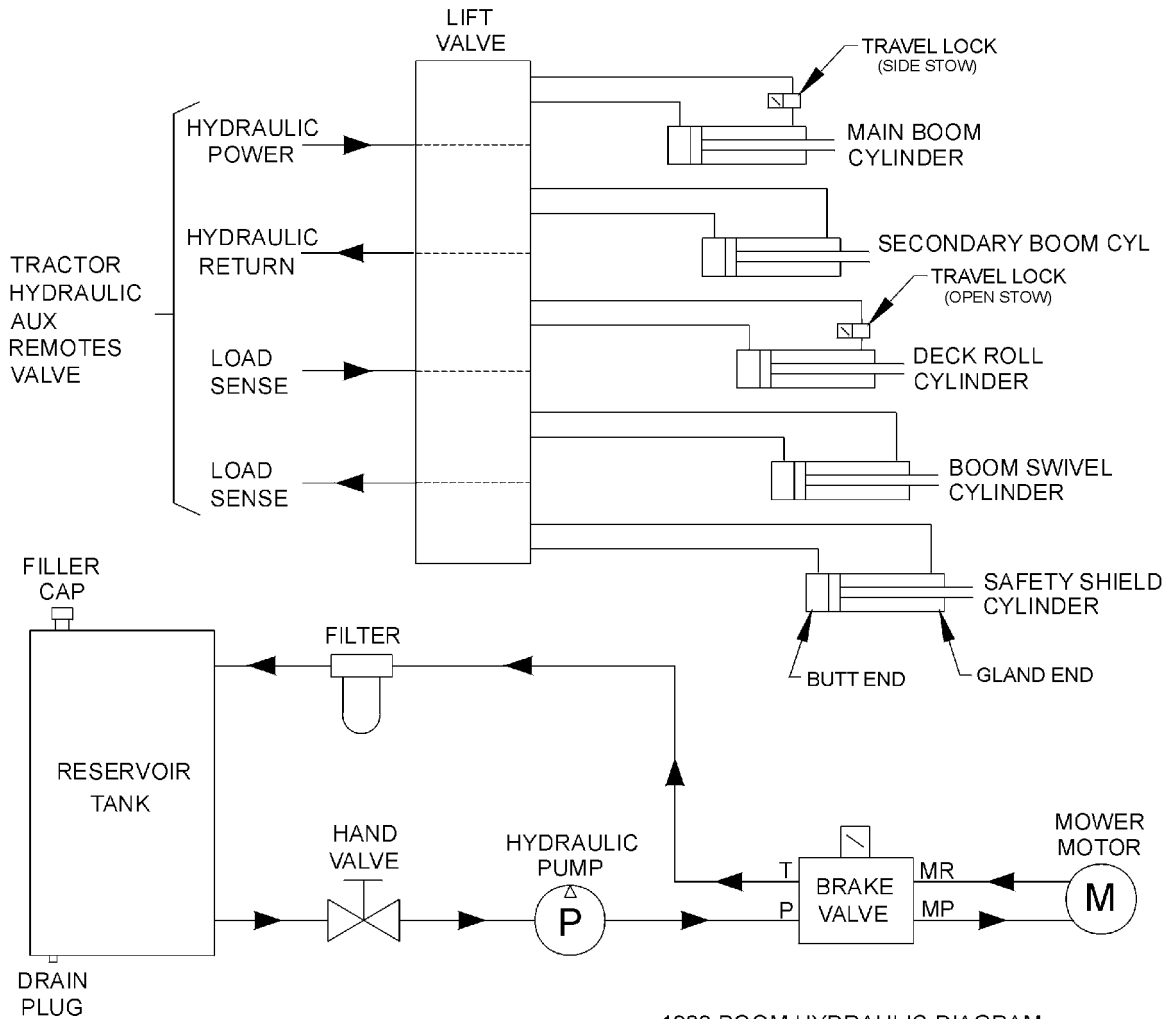 LIFT
VALVE
TRAVEL LOCK
(SIDE STOW)
HYDRAULIC
POWER
MAIN BOOM
CYLINDER
HYDRAULIC
RETURN
SECONDARY BOOM CYL
TRACTOR
HYDRAULIC
AUX
REMOTES
VALVE
TRAVEL LOCK
(OPEN STOW)
LOAD
SENSE
DECK ROLL
CYLINDER
LOAD
SENSE
BOOM SWIVEL
CYLINDER
SAFETY SHIELD
CYLINDER
BUTT END
GLAND END
FILLER
CAP
FILTER
RESERVOIR
TANK
HAND
VALVE
HYDRAULIC
PUMP
P
T
P
BRAKE
VALVE
MR
MP
MOWER
MOTOR
M
DRAIN
PLUG